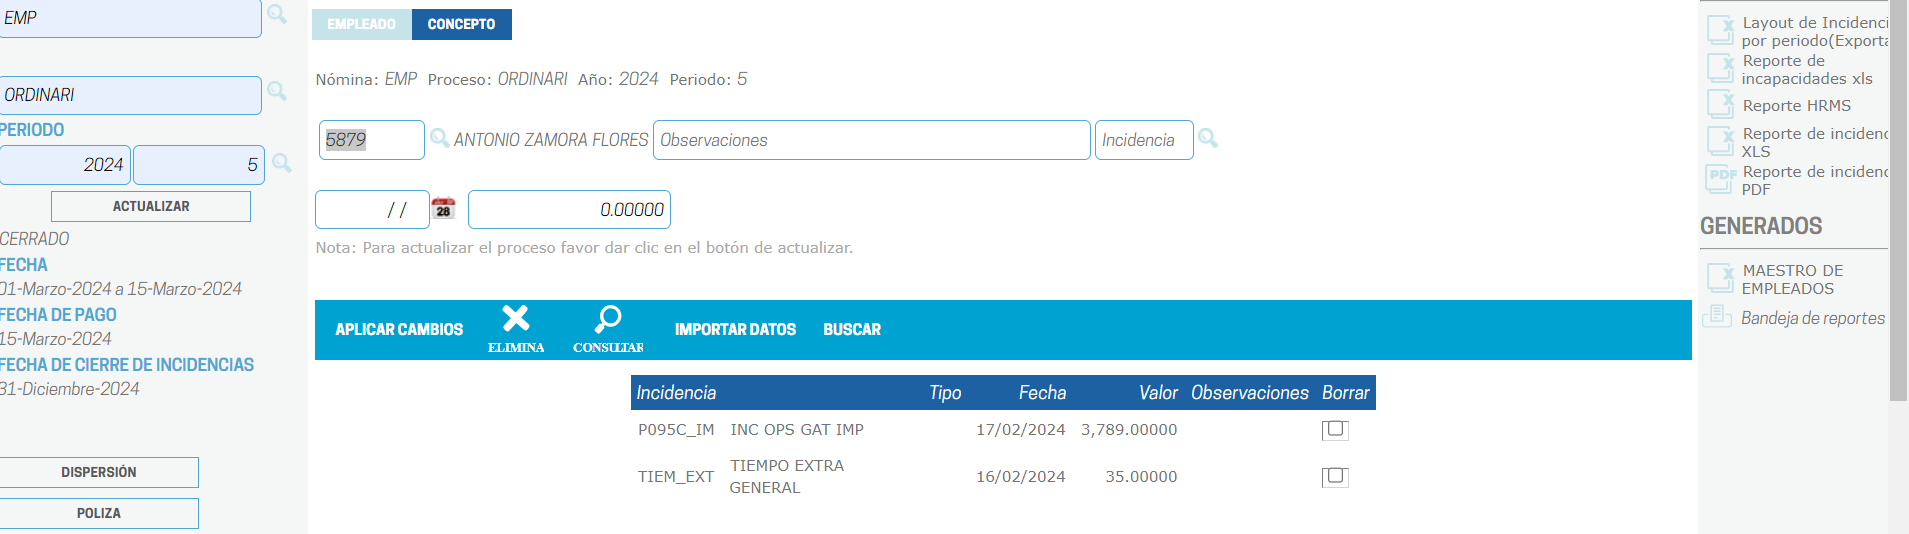 EMP
ORDINARI
PERIODO
2024 5
ACTUALIZAR
CERRADO
FECHA
01-Marzo-2024 a 15-Marzo-2024
FECHA DE PAGO
15-Marzo-2024
FECHA DE CIERRE DE INCIDENCIAS
31-Diciembre-2024
DISPERSIÓN
POLIZA
EMPLEADO CONCEPTO
Nómina: EMP Proceso: ORDINARI Año: 2024 Periodo: 5
5879 ANTONIO ZAMORA FLORES Observaciones Incidencia
/ / 28 0.00000
Nota: Para actualizar el proceso favor dar clic en el botón de actualizar.
APLICAR CAMBIOS ELIMINA CONSULTAR IMPORTAR DATOS BUSCAR
Incidencia Tipo Fecha Valor Observaciones Borrar
P095C_IM INC OPS GAT IMP 17/02/2024 3,789.00000
TIEM_EXT TIEMPO EXTRA GENERAL 16/02/2024 35.00000
Layout de Incidenci
por periodo(Exporta
Reporte de
incapacidades xls
Reporte HRMS
Reporte de incidenc
XLS
PDF Reporte de incidenc
PDF
GENERADOS
MAESTRO DE
EMPLEADOS
Bandeja de reportes